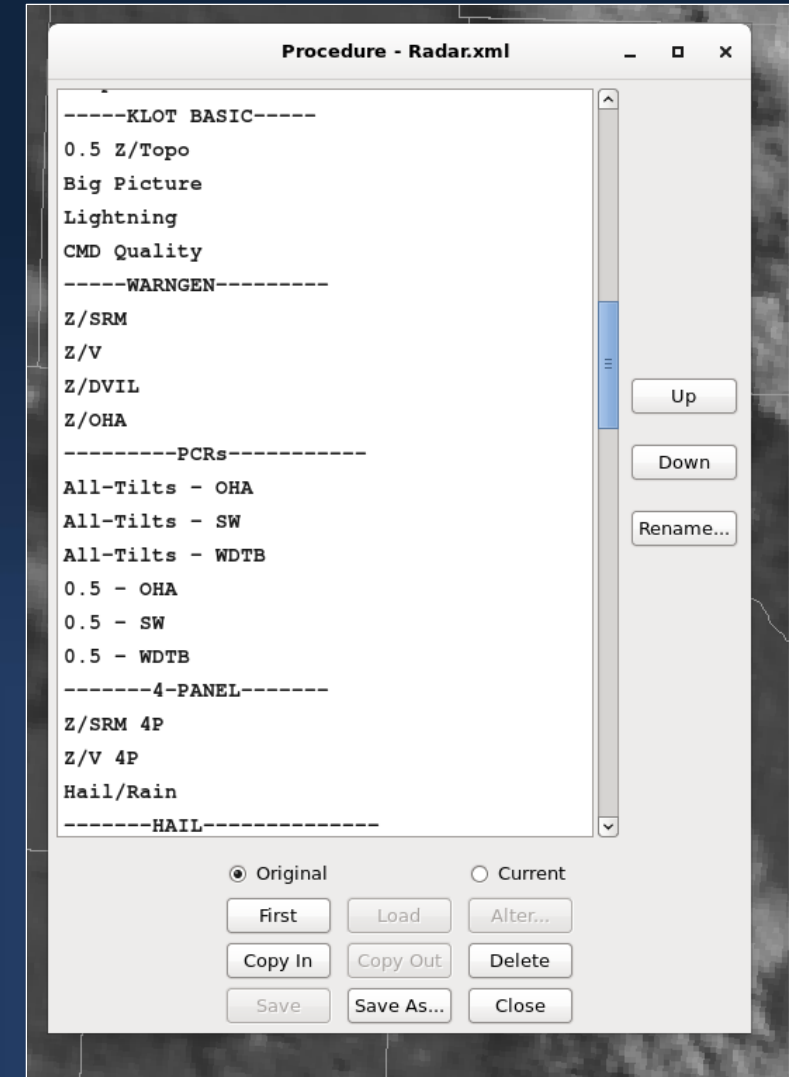 Procedure - Radar.xml
-----KLOT BASIC-----
0.5 Z/Topo
Big Picture
Lightning
CMD Quality
-----WARNGEN---------
Z/SRM
Z/V
Z/DVIL
Z/OHA
---------PCRs-----------
All-Tilts - OHA
All-Tilts - SW
All-Tilts - WDTB
0.5 - OHA
0.5 - SW
0.5 - WDTB
-------4-PANEL-------
Z/SRM 4P
Z/V 4P
Hail/Rain
-------HAIL--------------
Up
Down
Rename...
Original Current
First Load Alter...
Copy In Copy Out Delete
Save Save As... Close